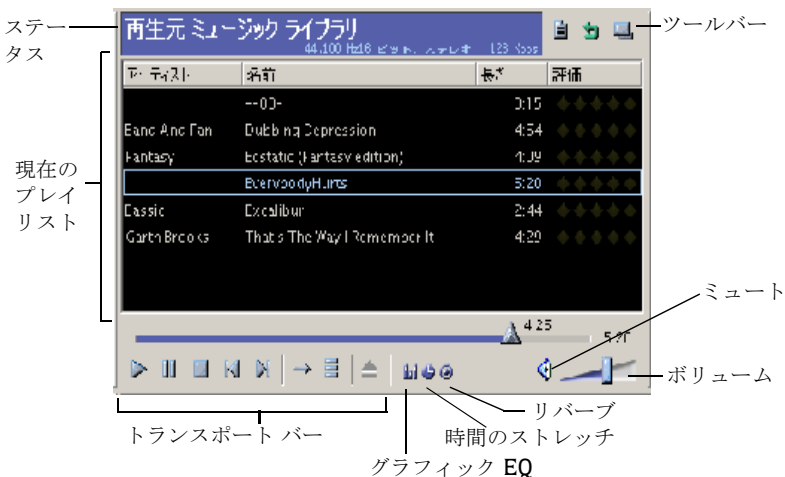 ステー
タス
再生元 ミュージック ライブラリ
44,100 Hz16 ビット, ステレオ 128 Kbps
ツールバー
アーティスト 名前 長さ 評価
0:15
Band And Fan Dubbing Depression 4:54
Fantasy Ecstatic (Fantasy edition) 4:09
EverybodyHurts 5:20
Excalibur 2:44
Garth Brooks That's The Way I Remember It 4:29
現在の
プレイ
リスト
4:25
ミュート
ボリューム
リバーブ
時間のストレッチ
トランスポート バー
グラフィック EQ